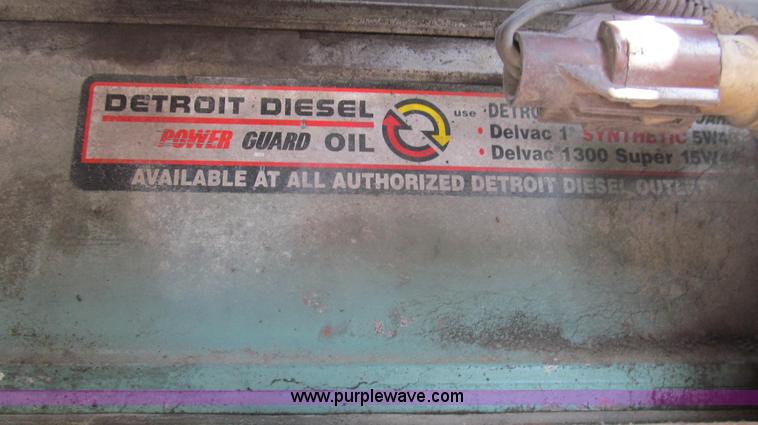 DETROIT DIESEL
POWER GUARD OIL
use
• Delvac 1 SYNTHETIC
• Delvac 1300 Super
AVAILABLE AT ALL AUTHORIZED DETROIT DIESEL
www.purplewave.com